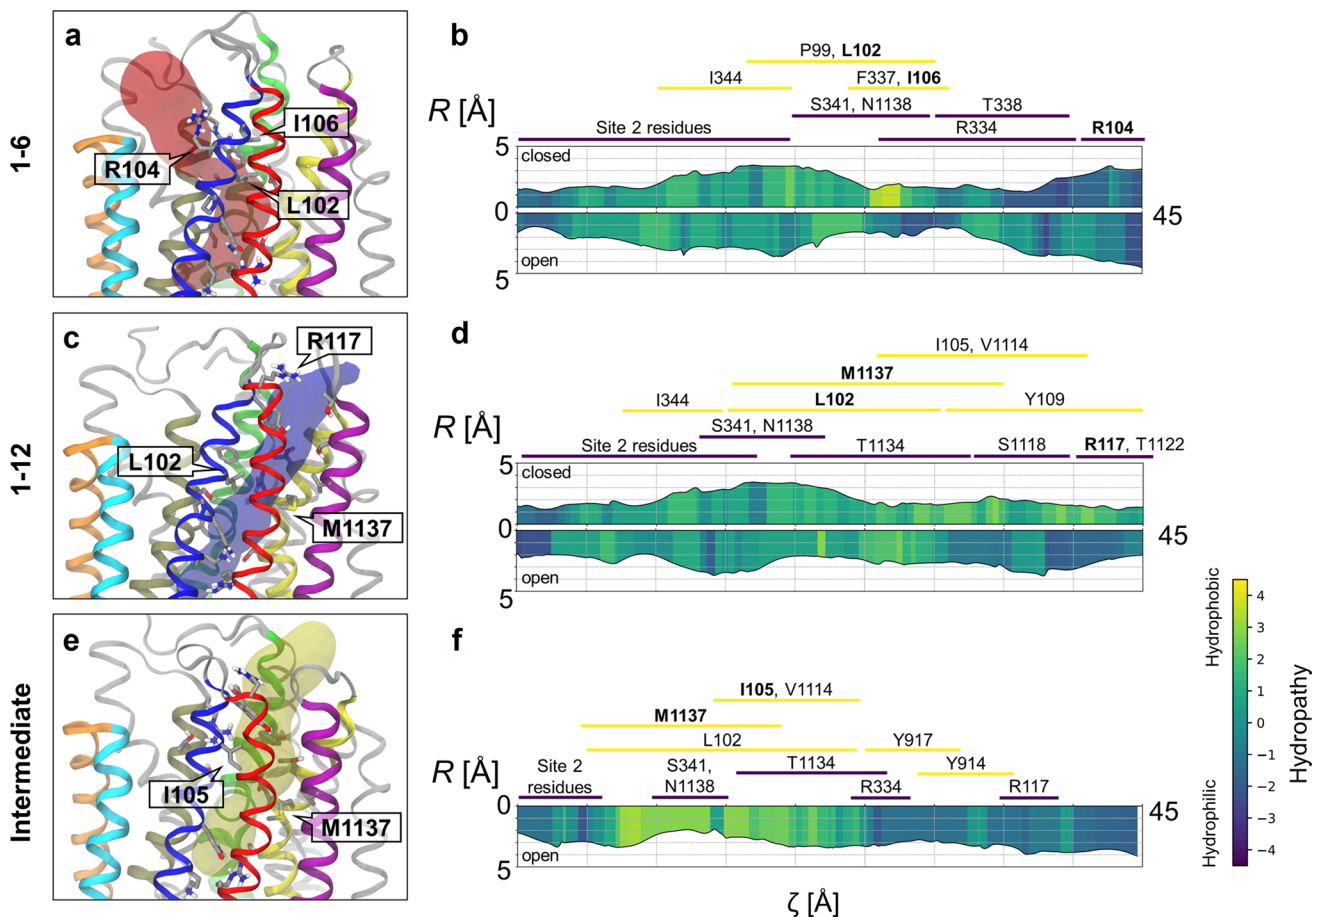 a
1-6
I106
R104
L102
b
P99, L102
I344
F337, I106
S341, N1138
T338
Site 2 residues
R334
R104
R [Å]
5
closed
0
0
45
open
5
c
1-12
R117
L102
M1137
d
I105, V1114
M1137
I344
L102
Y109
S341, N1138
Site 2 residues
T1134
S1118
R117, T1122
R [Å]
5
closed
0
0
45
open
5
e
Intermediate
I105
M1137
f
I105, V1114
M1137
L102
Y917
Site 2
residues
S341,
N1138
T1134
Y914
R334
R117
R [Å]
0
45
open
5
ζ [Å]
Hydrophobic
Hydrophilic
4
3
2
1
0
−1
−2
−3
−4
Hydropathy